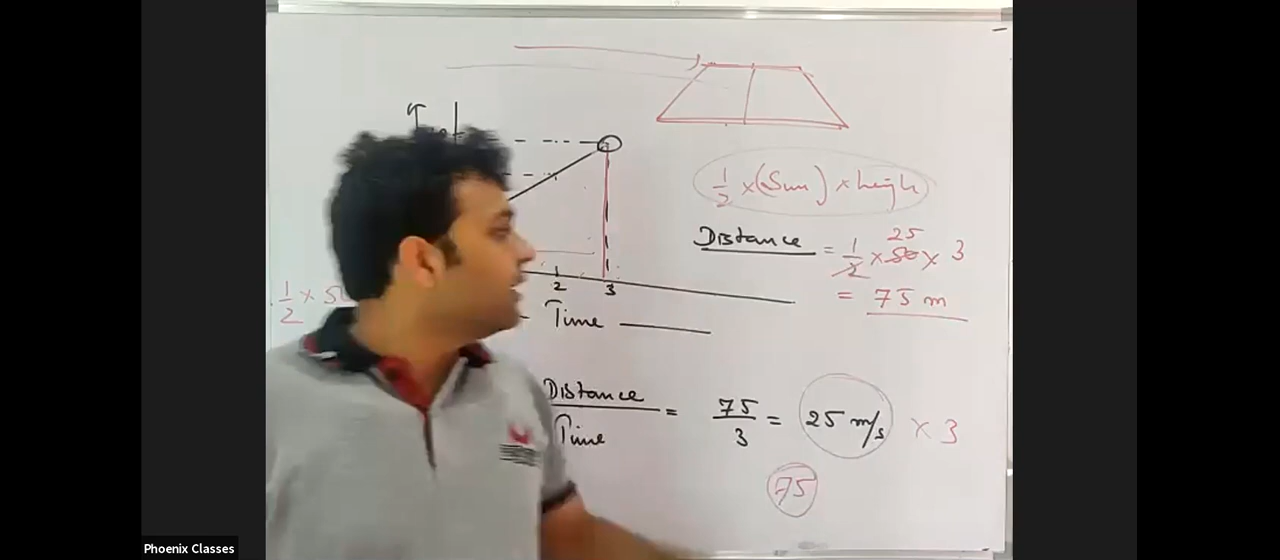 1/2 × (Sum) × heigh
Distance = 1/2 × 50 × 3
25
= 75 m
1/2 × 5
2 3
Time
Distance
Time
= 75/3 = 25 m/s × 3
75
Phoenix Classes